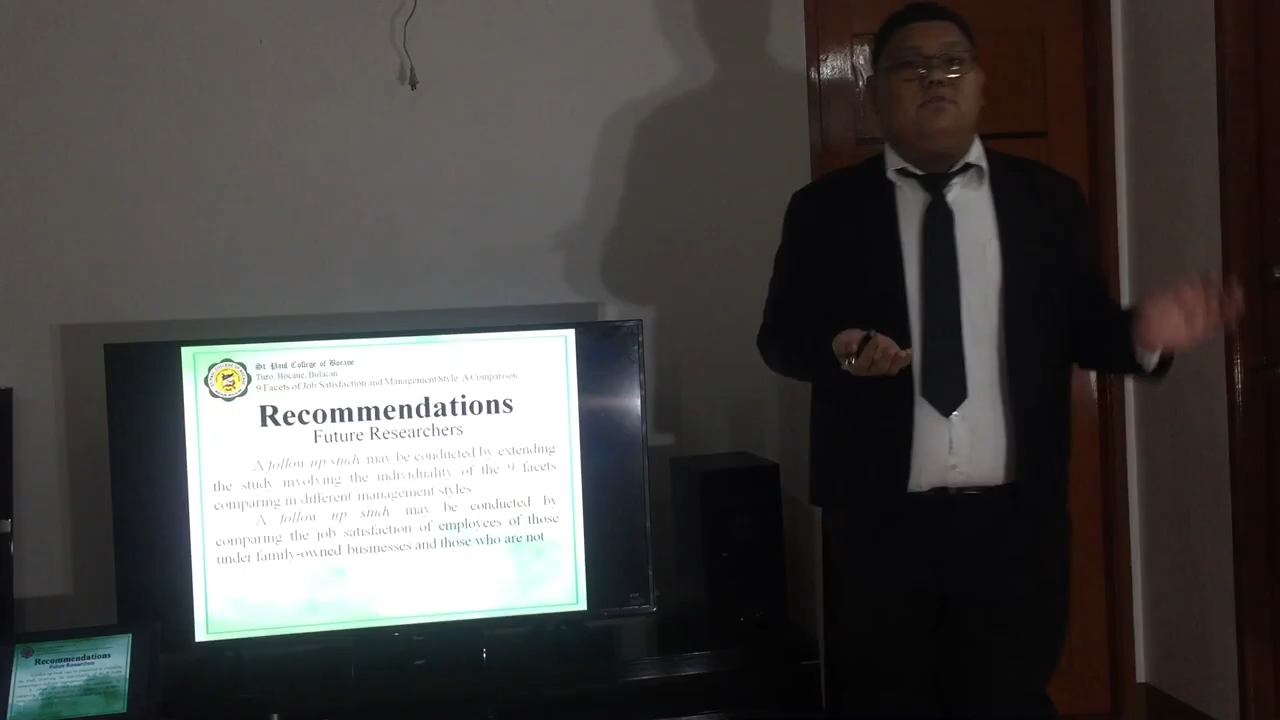 St. Paul College of Bocaue
Turo, Bocaue, Bulacan
9 Facets of Job Satisfaction and Management Style: A Comparison
Recommendations
Future Researchers
A follow up study may be conducted by extending
the study involving the individuality of the 9 facets
comparing in different management styles
A follow up study may be conducted by
comparing the job satisfaction of employees of those
under family-owned businesses and those who are not
Recommendations
Future Researchers